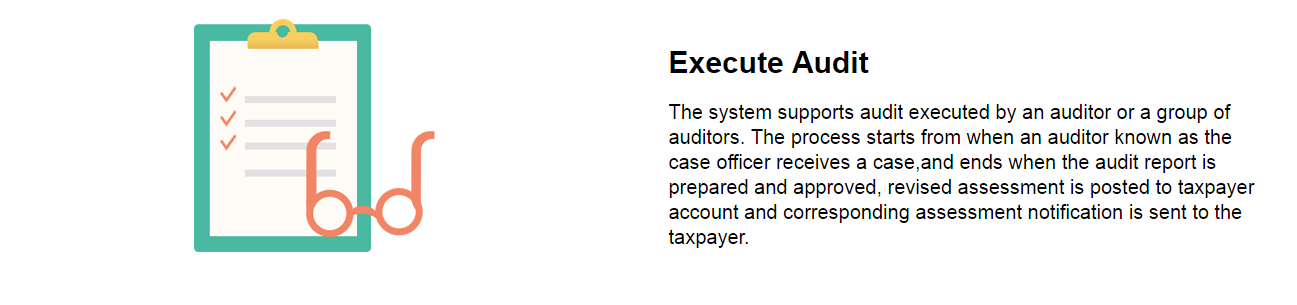 Execute Audit
The system supports audit executed by an auditor or a group of
auditors. The process starts from when an auditor known as the
case officer receives a case,and ends when the audit report is
prepared and approved, revised assessment is posted to taxpayer
account and corresponding assessment notification is sent to the
taxpayer.